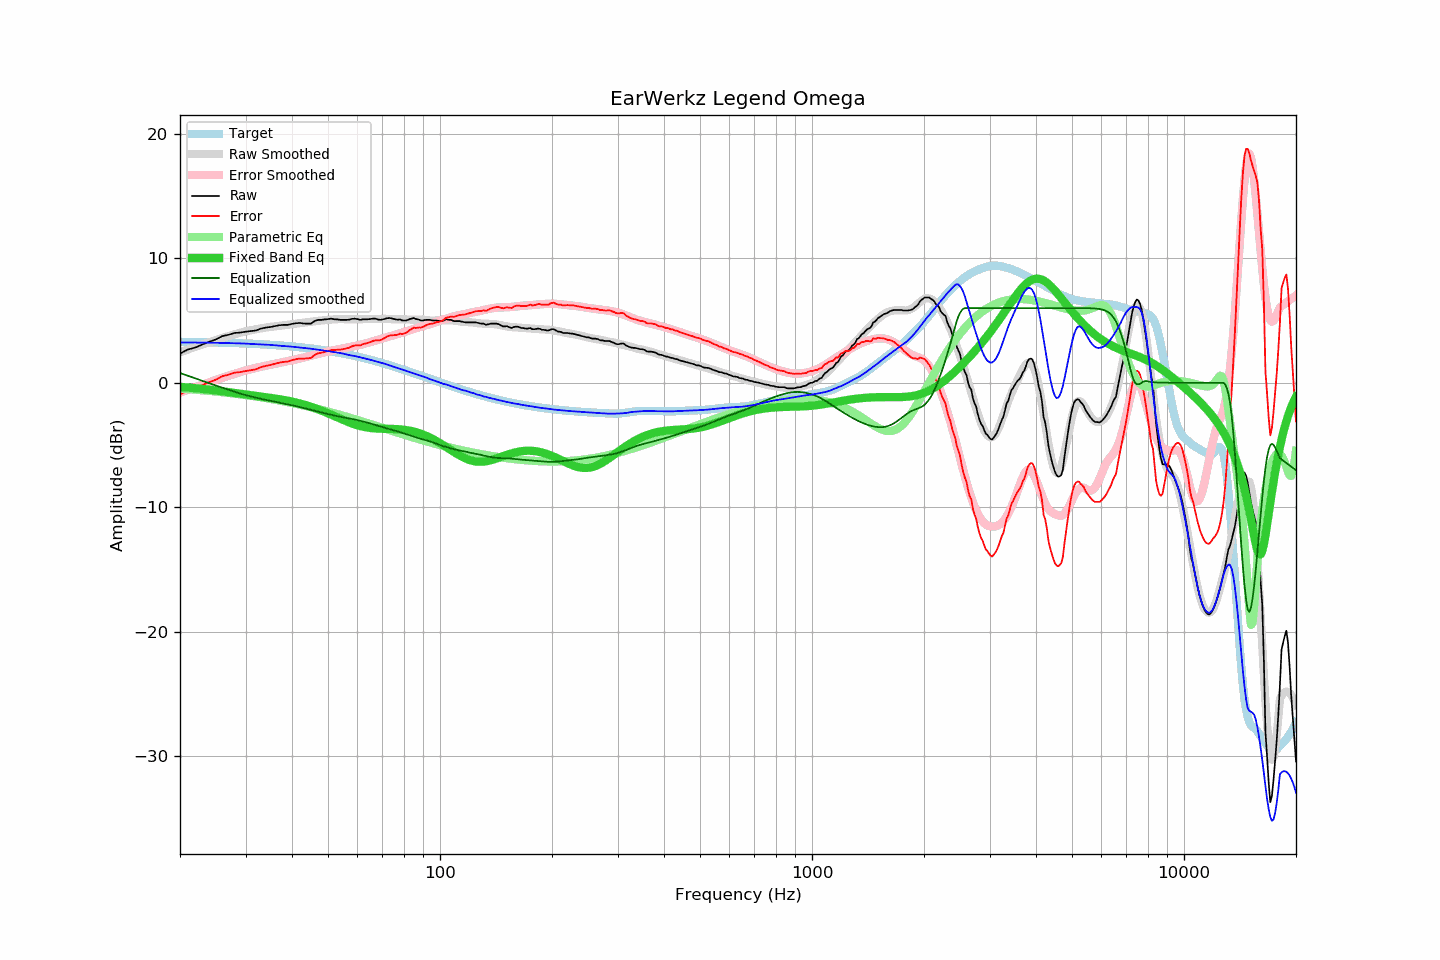 EarWerkz Legend Omega
Target
Raw Smoothed
Error Smoothed
Raw
Error
Parametric Eq
Fixed Band Eq
Equalization
Equalized smoothed
20
10
0
−10
−20
−30
Amplitude (dBr)
100
1000
10000
Frequency (Hz)